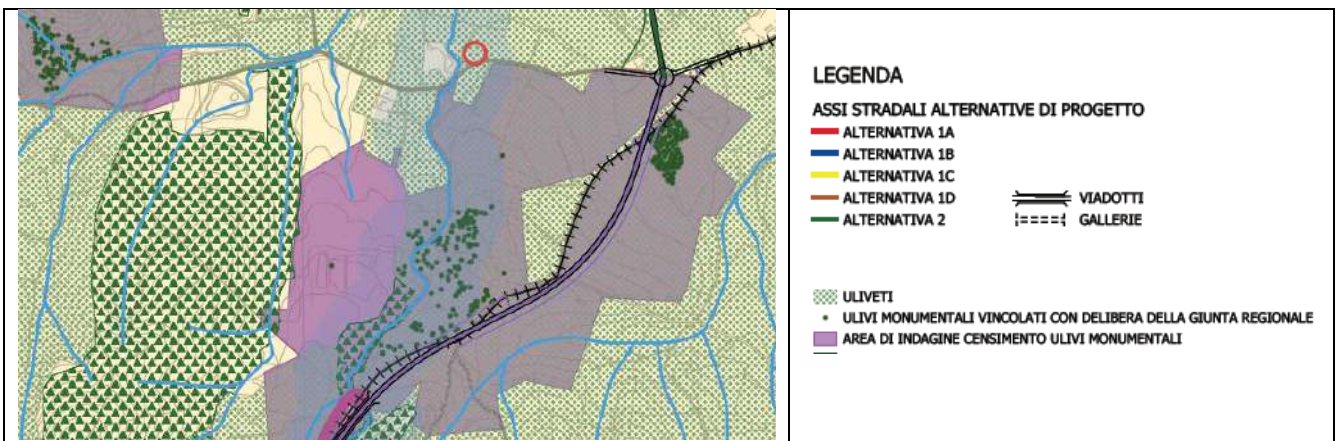 LEGENDA
ASSI STRADALI ALTERNATIVE DI PROGETTO
ALTERNATIVA 1A
ALTERNATIVA 1B
ALTERNATIVA 1C
ALTERNATIVA 1D
ALTERNATIVA 2
VIADOTTI
GALLERIE
ULIVETI
ULIVI MONUMENTALI VINCOLATI CON DELIBERA DELLA GIUNTA REGIONALE
AREA DI INDAGINE CENSIMENTO ULIVI MONUMENTALI